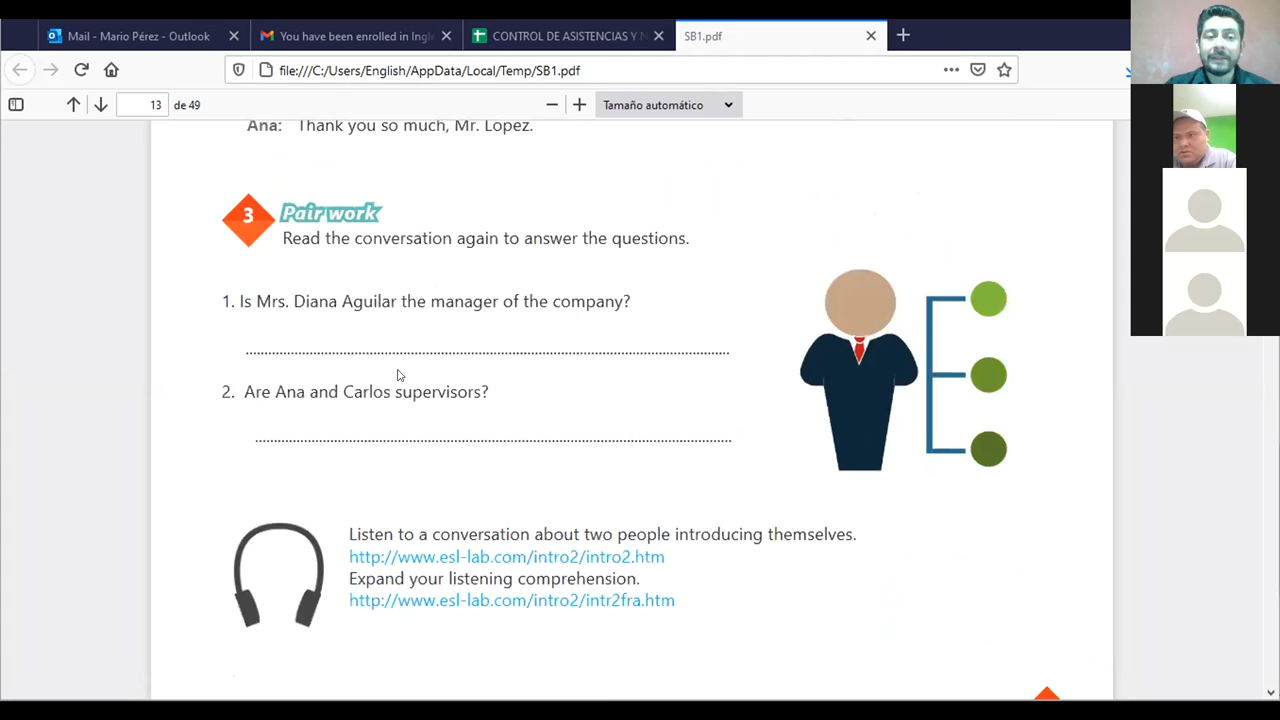 Mail - Mario Pérez - Outlook
You have been enrolled in Ingl
CONTROL DE ASISTENCIAS Y N
SB1.pdf
file:///C:/Users/English/AppData/Local/Temp/SB1.pdf
13 de 49
Tamaño automático
Ana: Thank you so much, Mr. Lopez.
3 Pair work
Read the conversation again to answer the questions.
1. Is Mrs. Diana Aguilar the manager of the company?
2. Are Ana and Carlos supervisors?
Listen to a conversation about two people introducing themselves.
http://www.esl-lab.com/intro2/intro2.htm
Expand your listening comprehension.
http://www.esl-lab.com/intro2/intr2fra.htm